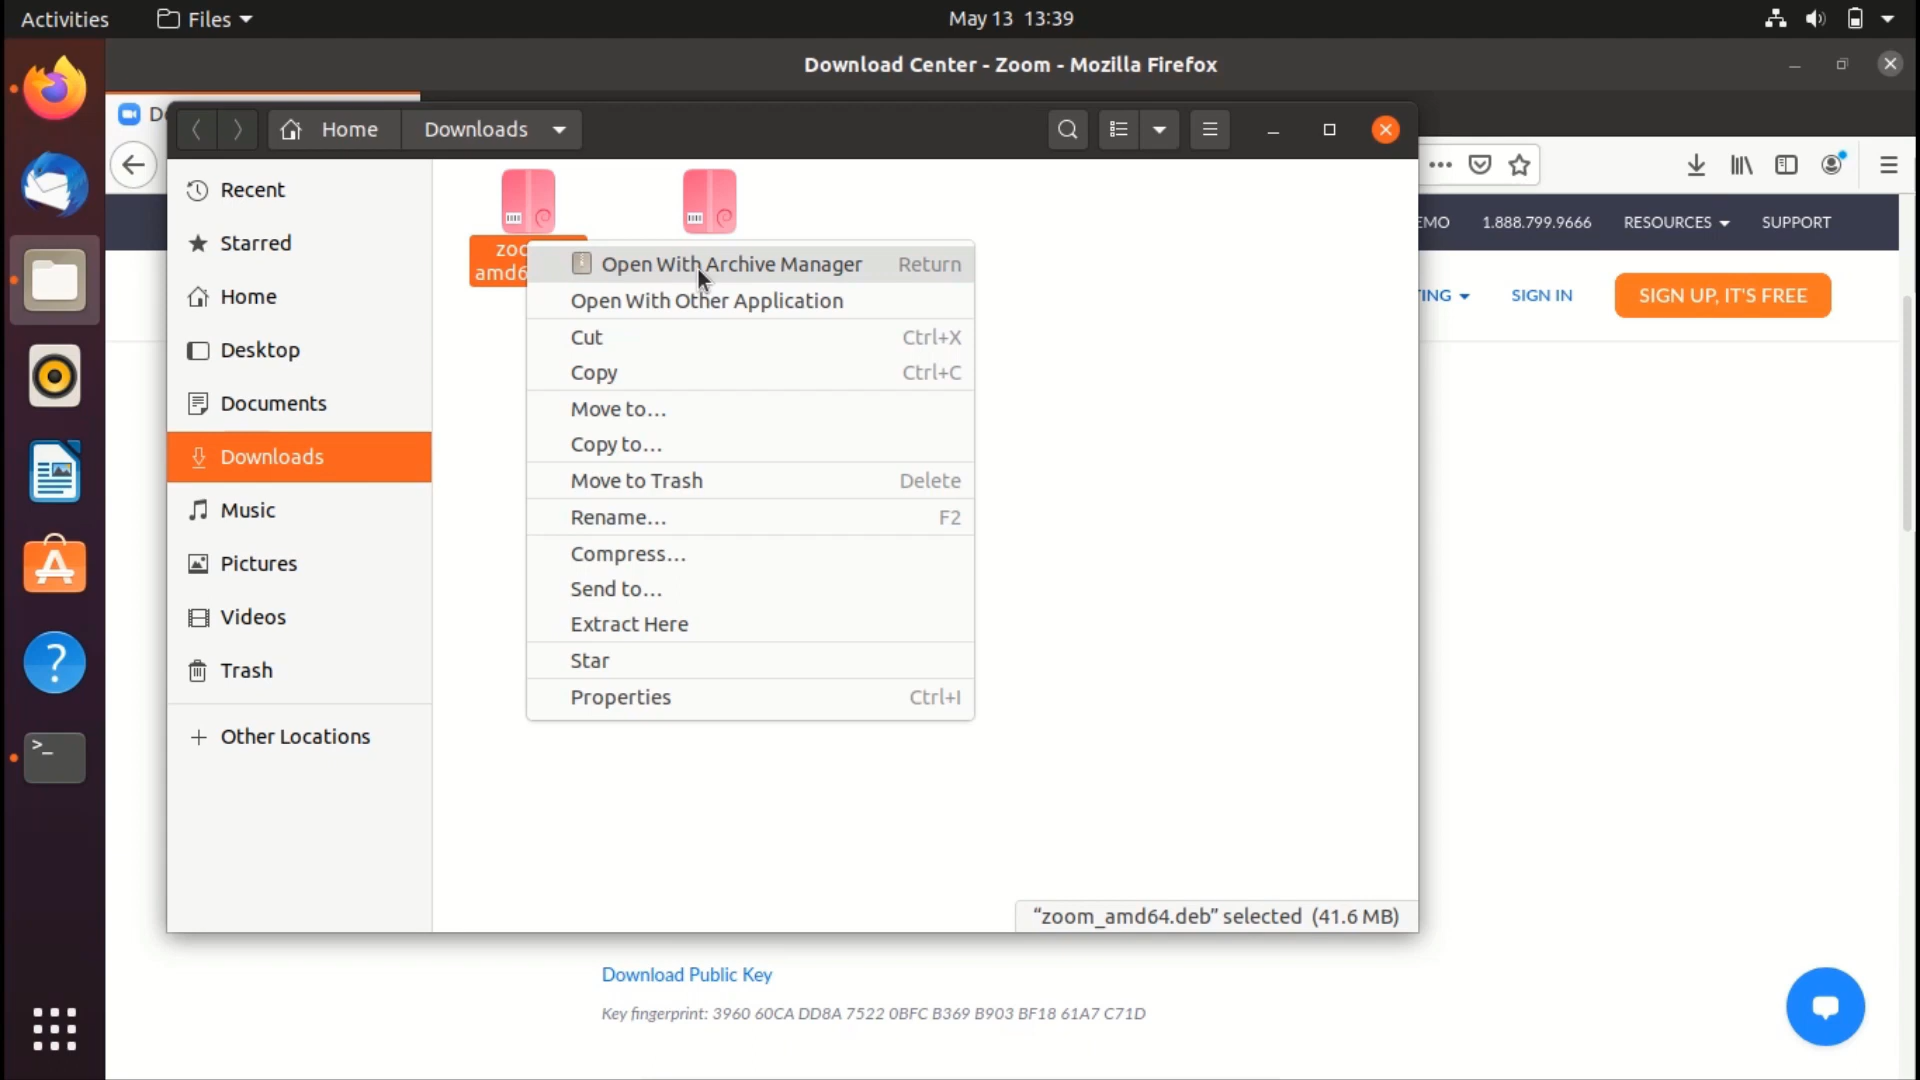 Activities
Files
May 13 13:39
Download Center - Zoom - Mozilla Firefox
Home
Downloads
Recent
Starred
Home
Desktop
Documents
Downloads
Music
Pictures
Videos
Trash
Other Locations
Open With Archive Manager Return
Open With Other Application
Cut Ctrl+X
Copy Ctrl+C
Move to…
Copy to…
Move to Trash Delete
Rename… F2
Compress…
Send to…
Extract Here
Star
Properties Ctrl+I
"zoom_amd64.deb" selected (41.6 MB)
1.888.799.9666 RESOURCES SUPPORT
SIGN IN
SIGN UP, IT'S FREE
Download Public Key
Key fingerprint: 3960 60CA DD8A 7522 0BFC B369 B903 BF18 61A7 C71D